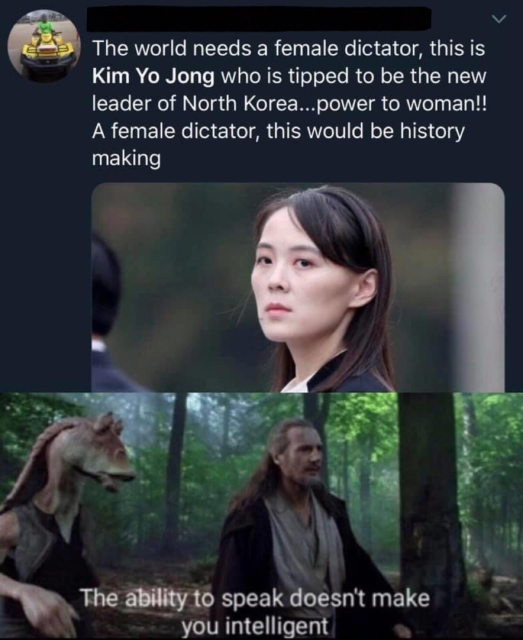 The world needs a female dictator, this is
Kim Yo Jong who is tipped to be the new
leader of North Korea...power to woman!!
A female dictator, this would be history
making
The ability to speak doesn't make
you intelligent